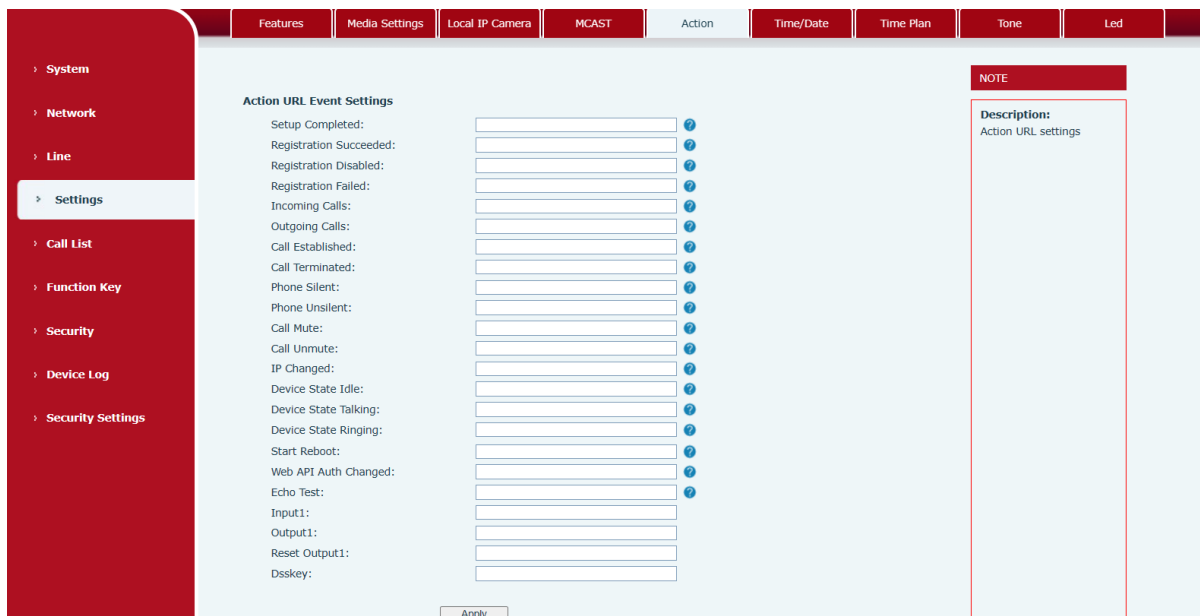 Features
Media Settings
Local IP Camera
MCAST
Action
Time/Date
Time Plan
Tone
Led
System
Network
Line
Settings
Call List
Function Key
Security
Device Log
Security Settings
Action URL Event Settings
Setup Completed:
Registration Succeeded:
Registration Disabled:
Registration Failed:
Incoming Calls:
Outgoing Calls:
Call Established:
Call Terminated:
Phone Silent:
Phone Unsilent:
Call Mute:
Call Unmute:
IP Changed:
Device State Idle:
Device State Talking:
Device State Ringing:
Start Reboot:
Web API Auth Changed:
Echo Test:
Input1:
Output1:
Reset Output1:
Dsskey:
Apply
NOTE
Description:
Action URL settings